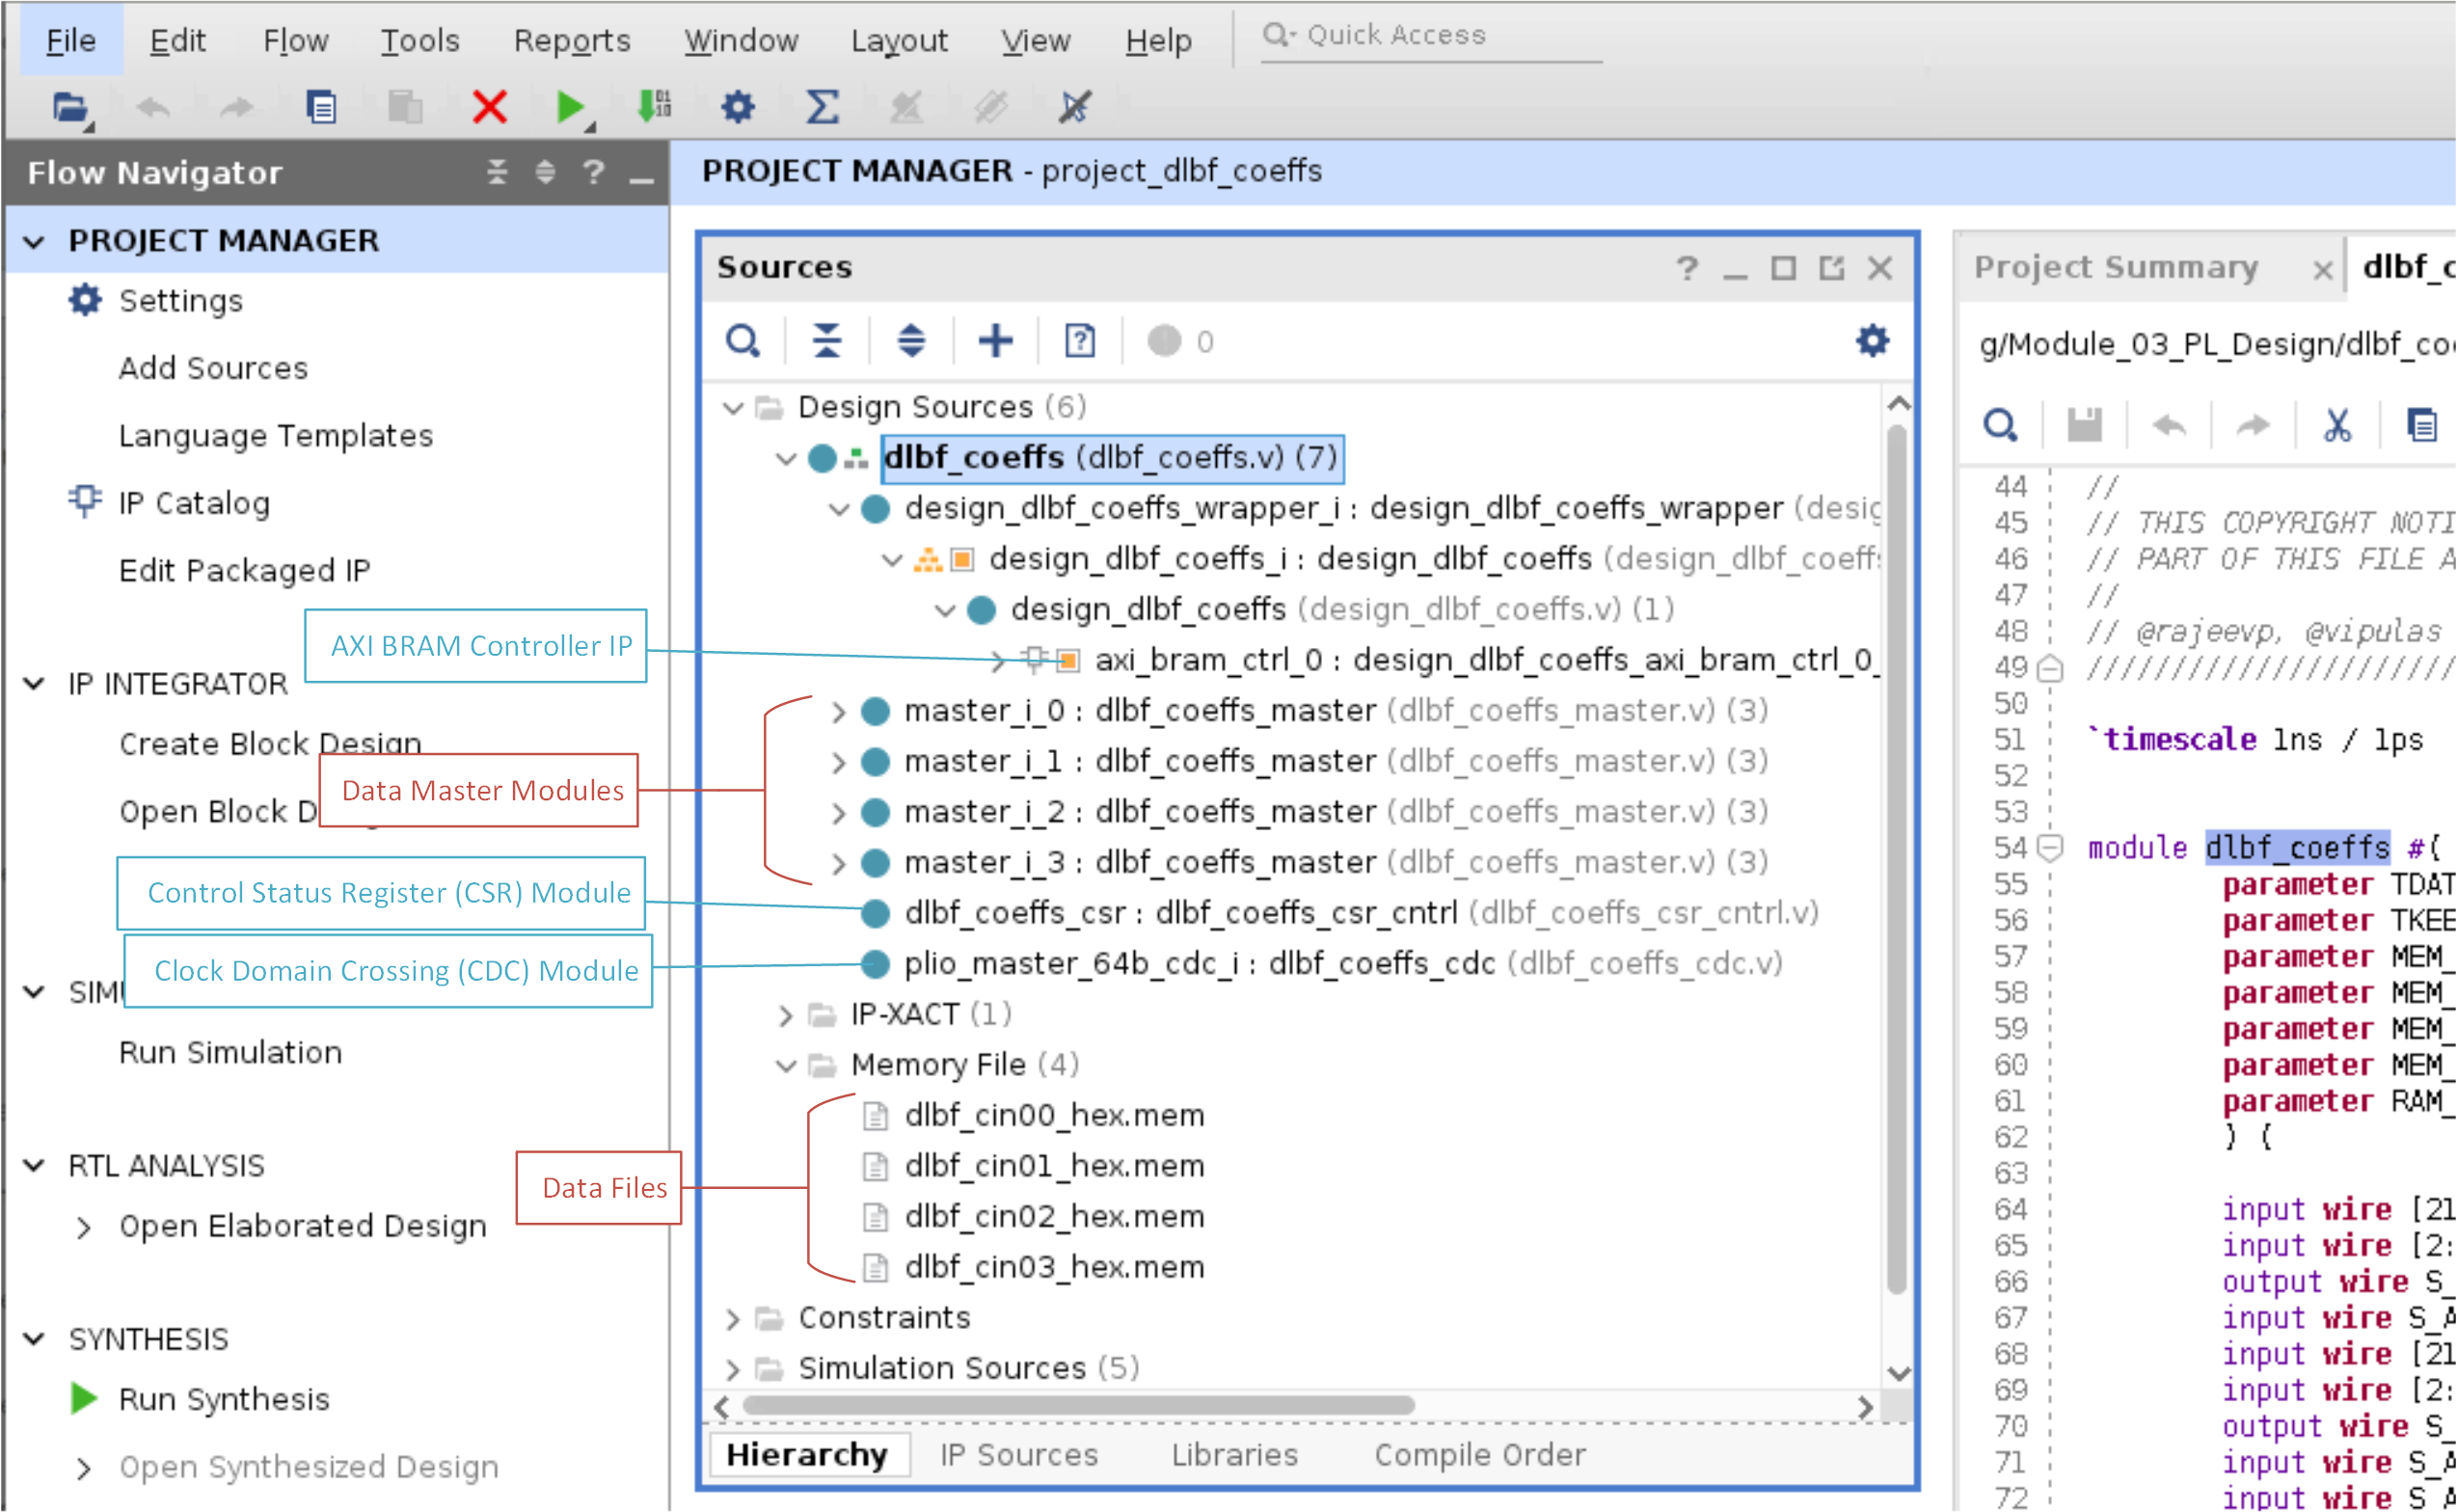 File Edit Flow Tools Reports Window Layout View Help Quick Access
Flow Navigator
PROJECT MANAGER
Settings
Add Sources
Language Templates
IP Catalog
Edit Packaged IP
IP INTEGRATOR
Create Block Design
Open Block D
SIM
Run Simulation
RTL ANALYSIS
Open Elaborated Design
SYNTHESIS
Run Synthesis
Open Synthesized Design
AXI BRAM Controller IP
Data Master Modules
Control Status Register (CSR) Module
Clock Domain Crossing (CDC) Module
Data Files
PROJECT MANAGER - project_dlbf_coeffs
Sources
0
Design Sources (6)
dlbf_coeffs (dlbf_coeffs.v) (7)
design_dlbf_coeffs_wrapper_i : design_dlbf_coeffs_wrapper (desig
design_dlbf_coeffs_i : design_dlbf_coeffs (design_dlbf_coeffs
design_dlbf_coeffs (design_dlbf_coeffs.v) (1)
axi_bram_ctrl_0 : design_dlbf_coeffs_axi_bram_ctrl_0_
master_i_0 : dlbf_coeffs_master (dlbf_coeffs_master.v) (3)
master_i_1 : dlbf_coeffs_master (dlbf_coeffs_master.v) (3)
master_i_2 : dlbf_coeffs_master (dlbf_coeffs_master.v) (3)
master_i_3 : dlbf_coeffs_master (dlbf_coeffs_master.v) (3)
dlbf_coeffs_csr : dlbf_coeffs_csr_cntrl (dlbf_coeffs_csr_cntrl.v)
plio_master_64b_cdc_i : dlbf_coeffs_cdc (dlbf_coeffs_cdc.v)
IP-XACT (1)
Memory File (4)
dlbf_cin00_hex.mem
dlbf_cin01_hex.mem
dlbf_cin02_hex.mem
dlbf_cin03_hex.mem
Constraints
Simulation Sources (5)
Hierarchy IP Sources Libraries Compile Order
Project Summary dlbf_c
g/Module_03_PL_Design/dlbf_co
44 //
45 // THIS COPYRIGHT NOTI
46 // PART OF THIS FILE A
47 //
48 // @rajeevp, @vipulas
49 //////////////////////
50
51 `timescale 1ns / 1ps
52
53
54 module dlbf_coeffs #(
55 parameter TDAT
56 parameter TKEE
57 parameter MEM_
58 parameter MEM_
59 parameter MEM_
60 parameter MEM_
61 parameter RAM_
62 ) (
63
64 input wire [21
65 input wire [2:
66 output wire S_
67 input wire S_A
68 input wire [21
69 input wire [2:
70 output wire S_
71 input wire S_A
72 input wire S_A